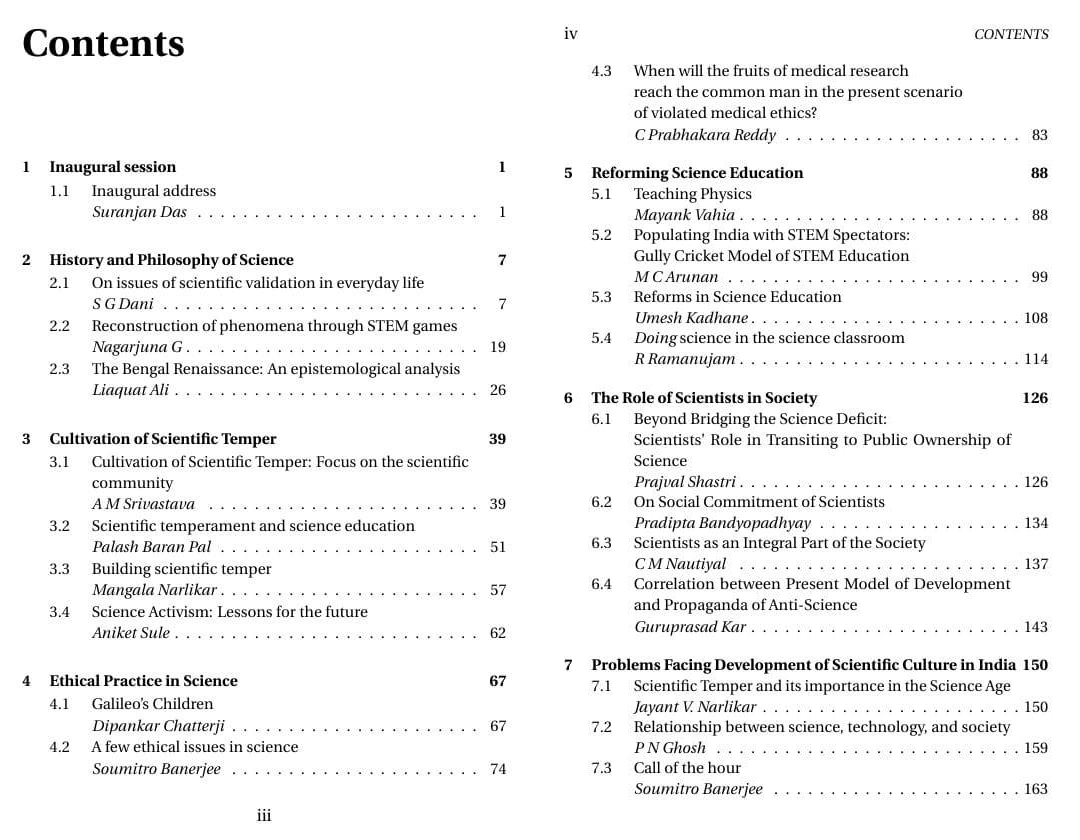 Contents
1 Inaugural session 1
1.1 Inaugural address
Suranjan Das . . . . . . . . . . . . . . . . . . . . . . . . . 1
2 History and Philosophy of Science 7
2.1 On issues of scientific validation in everyday life
S G Dani . . . . . . . . . . . . . . . . . . . . . . . . . . . . 7
2.2 Reconstruction of phenomena through STEM games
Nagarjuna G . . . . . . . . . . . . . . . . . . . . . . . . . . 19
2.3 The Bengal Renaissance: An epistemological analysis
Liaquat Ali . . . . . . . . . . . . . . . . . . . . . . . . . . . 26
3 Cultivation of Scientific Temper 39
3.1 Cultivation of Scientific Temper: Focus on the scientific
community
A M Srivastava . . . . . . . . . . . . . . . . . . . . . . . . 39
3.2 Scientific temperament and science education
Palash Baran Pal . . . . . . . . . . . . . . . . . . . . . . . 51
3.3 Building scientific temper
Mangala Narlikar . . . . . . . . . . . . . . . . . . . . . . . 57
3.4 Science Activism: Lessons for the future
Aniket Sule . . . . . . . . . . . . . . . . . . . . . . . . . . . 62
4 Ethical Practice in Science 67
4.1 Galileo's Children
Dipankar Chatterji . . . . . . . . . . . . . . . . . . . . . . 67
4.2 A few ethical issues in science
Soumitro Banerjee . . . . . . . . . . . . . . . . . . . . . . 74
iii
iv CONTENTS
4.3 When will the fruits of medical research
reach the common man in the present scenario
of violated medical ethics?
C Prabhakara Reddy . . . . . . . . . . . . . . . . . . . . . 83
5 Reforming Science Education 88
5.1 Teaching Physics
Mayank Vahia . . . . . . . . . . . . . . . . . . . . . . . . . 88
5.2 Populating India with STEM Spectators:
Gully Cricket Model of STEM Education
M C Arunan . . . . . . . . . . . . . . . . . . . . . . . . . . 99
5.3 Reforms in Science Education
Umesh Kadhane . . . . . . . . . . . . . . . . . . . . . . . . 108
5.4 Doing science in the science classroom
R Ramanujam . . . . . . . . . . . . . . . . . . . . . . . . . 114
6 The Role of Scientists in Society 126
6.1 Beyond Bridging the Science Deficit:
Scientists' Role in Transiting to Public Ownership of
Science
Prajval Shastri . . . . . . . . . . . . . . . . . . . . . . . . . 126
6.2 On Social Commitment of Scientists
Pradipta Bandyopadhyay . . . . . . . . . . . . . . . . . . 134
6.3 Scientists as an Integral Part of the Society
C M Nautiyal . . . . . . . . . . . . . . . . . . . . . . . . . 137
6.4 Correlation between Present Model of Development
and Propaganda of Anti-Science
Guruprasad Kar . . . . . . . . . . . . . . . . . . . . . . . . 143
7 Problems Facing Development of Scientific Culture in India 150
7.1 Scientific Temper and its importance in the Science Age
Jayant V. Narlikar . . . . . . . . . . . . . . . . . . . . . . . 150
7.2 Relationship between science, technology, and society
P N Ghosh . . . . . . . . . . . . . . . . . . . . . . . . . . . 159
7.3 Call of the hour
Soumitro Banerjee . . . . . . . . . . . . . . . . . . . . . . 163